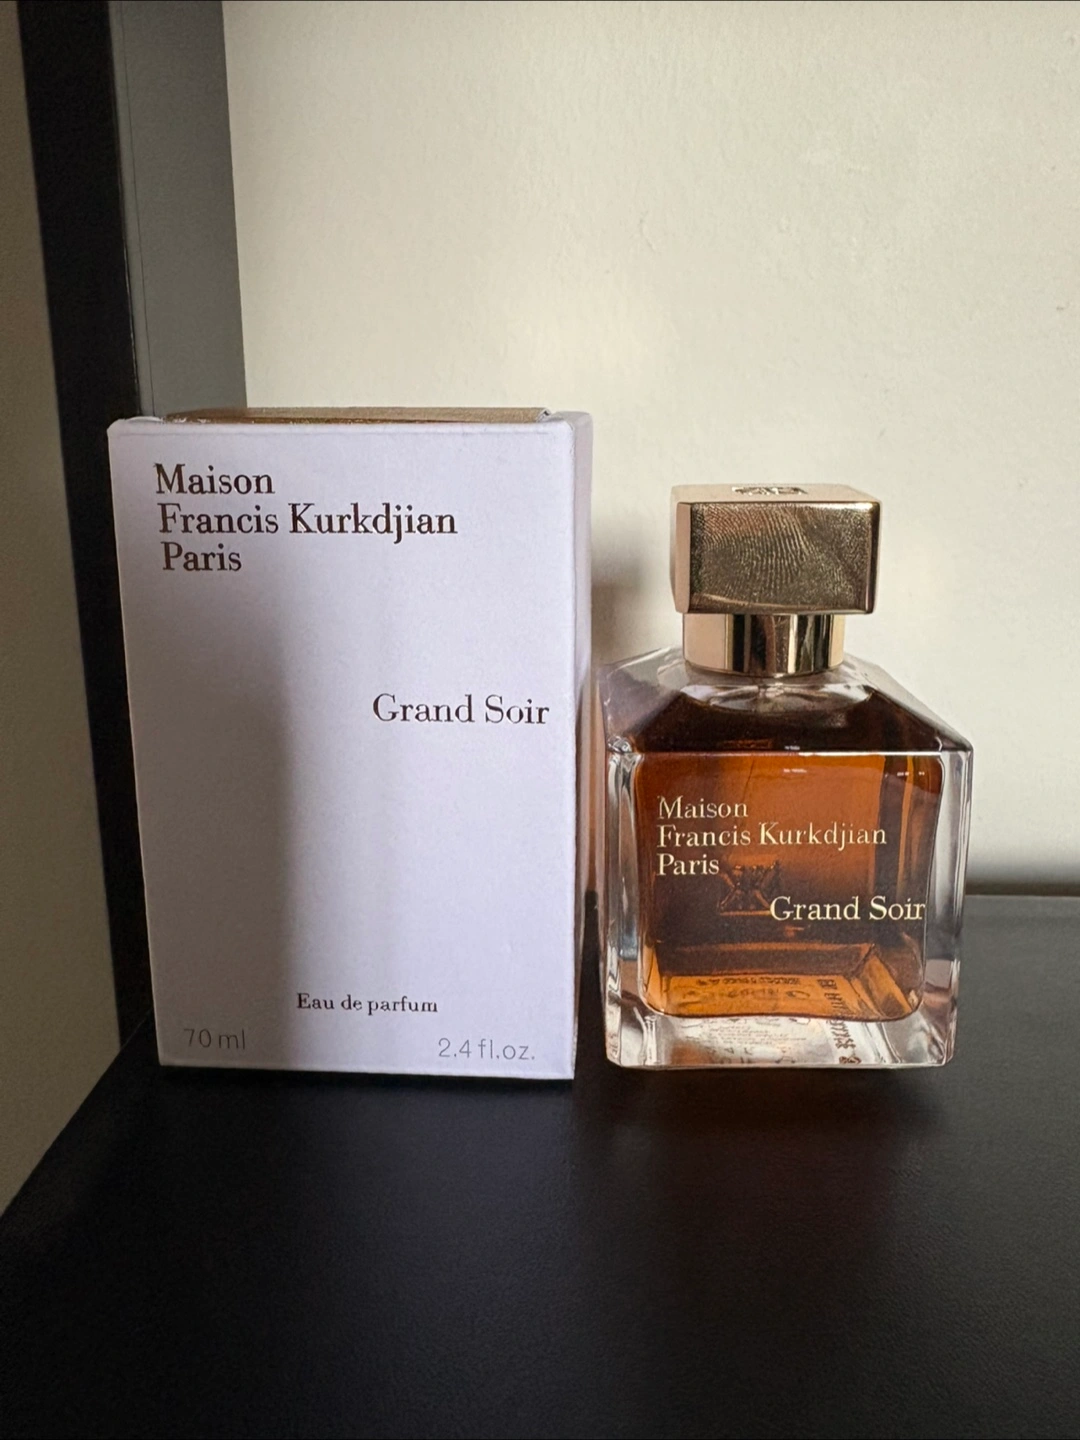 Maison
Francis Kurkdjian
Paris
Grand Soir
Eau de parfum
70 ml
2.4 fl.oz.
Maison
Francis Kurkdjian
Paris
Grand Soir